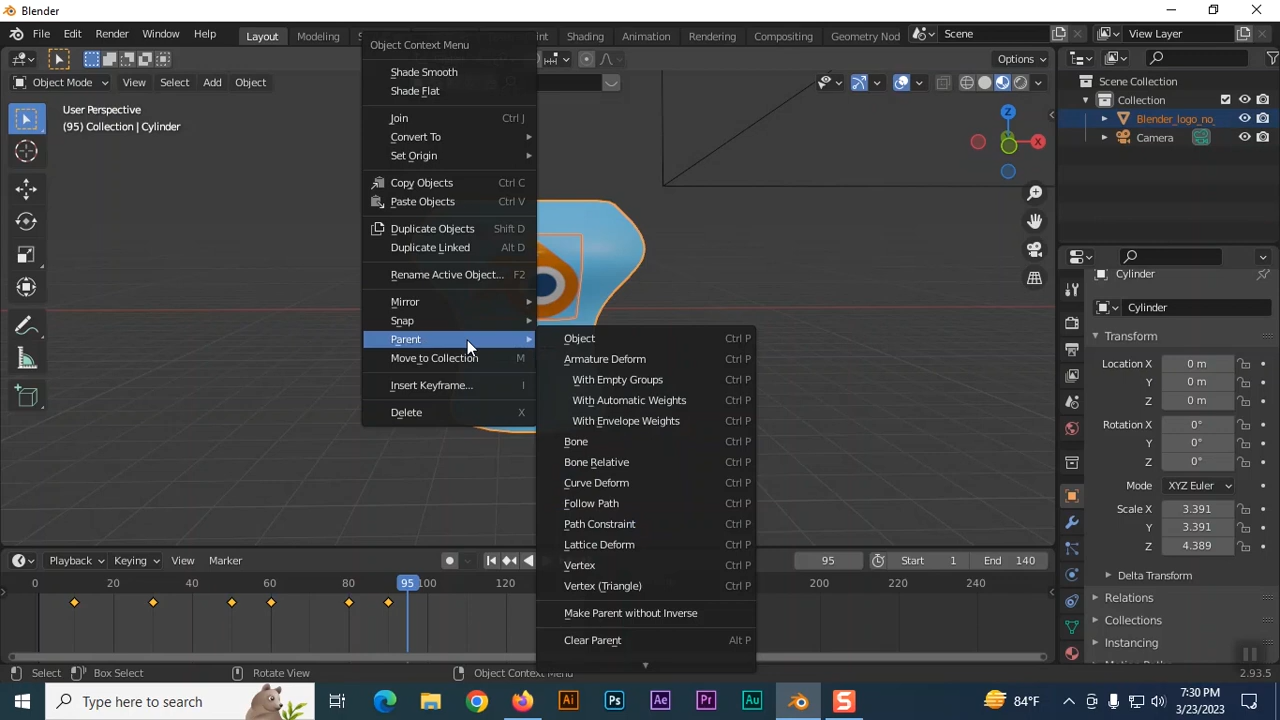 Blender
File Edit Render Window Help Layout Modeling S Shading Animation Rendering Compositing Geometry Nod Scene View Layer
Object Context Menu
Options
Object Mode View Select Add Object
Shade Smooth
Shade Flat
User Perspective
(95) Collection | Cylinder
Join Ctrl J
Convert To
Set Origin
Copy Objects Ctrl C
Paste Objects Ctrl V
Duplicate Objects Shift D
Duplicate Linked Alt D
Rename Active Object... F2
Mirror
Snap
Parent
Move to Collection M
Insert Keyframe... I
Delete X
Object Ctrl P
Armature Deform Ctrl P
With Empty Groups Ctrl P
With Automatic Weights Ctrl P
With Envelope Weights Ctrl P
Bone Ctrl P
Bone Relative Ctrl P
Curve Deform Ctrl P
Follow Path Ctrl P
Path Constraint Ctrl P
Lattice Deform Ctrl P
Vertex Ctrl P
Vertex (Triangle) Ctrl P
Make Parent without Inverse
Clear Parent Alt P
Z
X
Scene Collection
Collection
Blender_logo_no_
Camera
Cylinder
Cylinder
Transform
Location X 0 m
Y 0 m
Z 0 m
Rotation X 0°
Y 0°
Z 0°
Mode XYZ Euler
Scale X 3.391
Y 3.391
Z 4.389
Delta Transform
Relations
Collections
Instancing
Playback Keying View Marker 95 Start 1 End 140
0 20 40 60 80 95 100 120 200 220 240
Select Box Select Rotate View Object Context Menu 2.93.5
Type here to search Ai Ps Ae Pr Au S 84°F 7:30 PM
3/23/2023